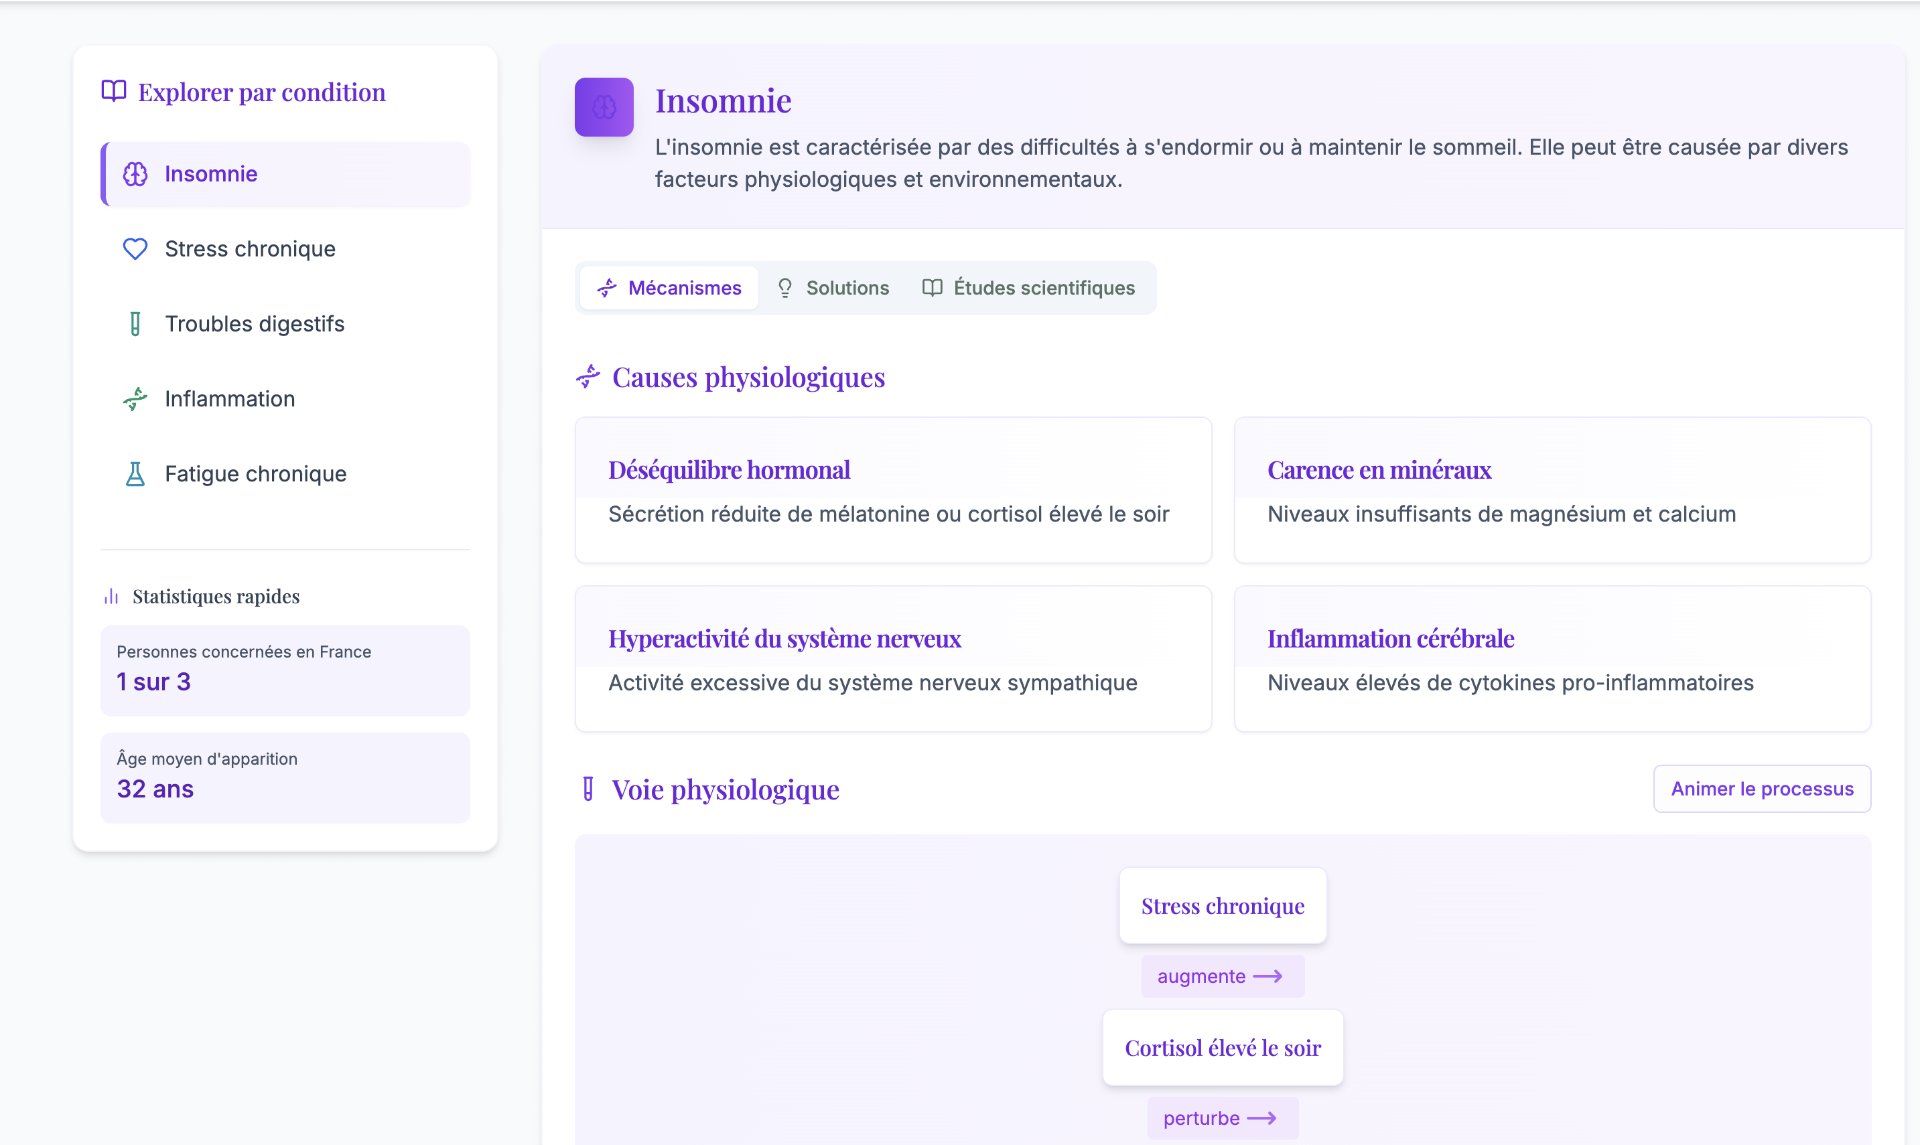 Explorer par condition
Insomnie
Stress chronique
Troubles digestifs
Inflammation
Fatigue chronique
Statistiques rapides
Personnes concernées en France
1 sur 3
Âge moyen d'apparition
32 ans
Insomnie
L'insomnie est caractérisée par des difficultés à s'endormir ou à maintenir le sommeil. Elle peut être causée par divers
facteurs physiologiques et environnementaux.
Mécanismes
Solutions
Études scientifiques
Causes physiologiques
Déséquilibre hormonal
Sécrétion réduite de mélatonine ou cortisol élevé le soir
Carence en minéraux
Niveaux insuffisants de magnésium et calcium
Hyperactivité du système nerveux
Activité excessive du système nerveux sympathique
Inflammation cérébrale
Niveaux élevés de cytokines pro-inflammatoires
Voie physiologique
Animer le processus
Stress chronique
augmente →
Cortisol élevé le soir
perturbe →